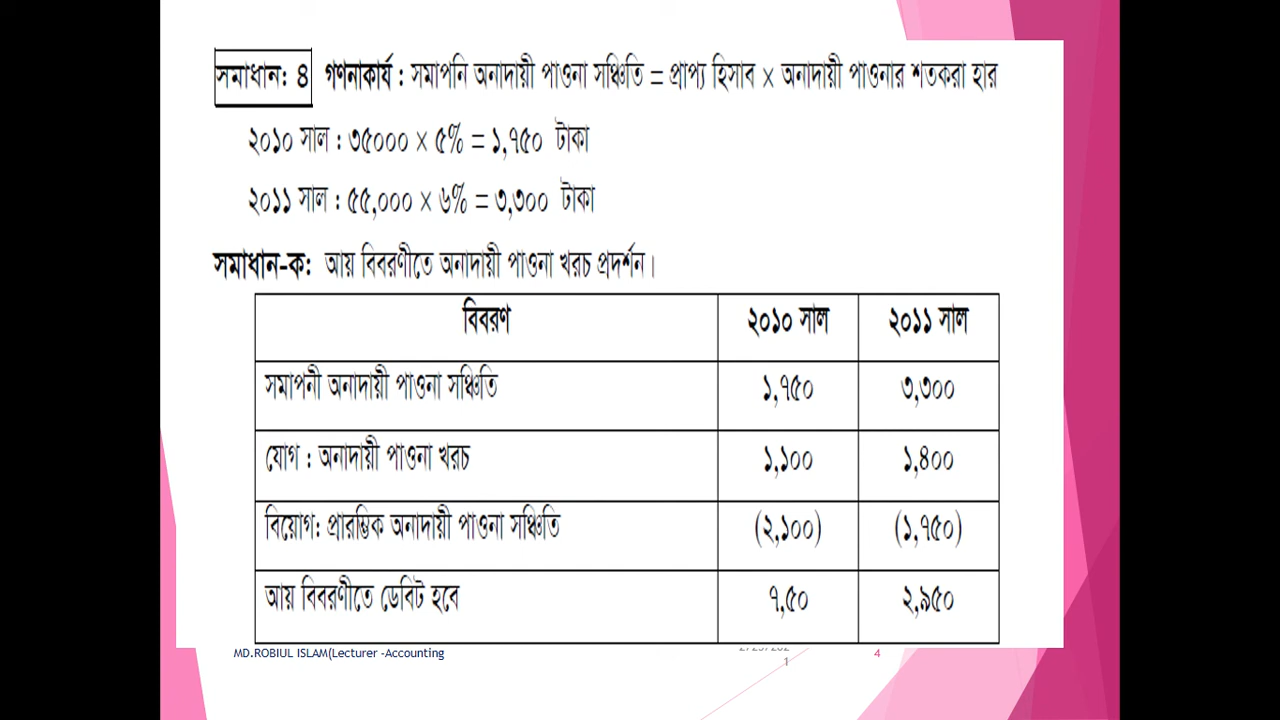 সমাধান: ৪ গণনাকার্য : সমাপনি অনাদায়ী পাওনা সঞ্চিতি = প্রাপ্য হিসাব × অনাদায়ী পাওনার শতকরা হার
২০১০ সাল : ৩৫০০০ × ৫% = ১,৭৫০ টাকা
২০১১ সাল : ৫৫,০০০ × ৬% = ৩,৩০০ টাকা
সমাধান-ক: আয় বিবরণীতে অনাদায়ী পাওনা খরচ প্রদর্শন।
বিবরণ ২০১০ সাল ২০১১ সাল
সমাপনী অনাদায়ী পাওনা সঞ্চিতি ১,৭৫০ ৩,৩০০
যোগ : অনাদায়ী পাওনা খরচ ১,১০০ ১,৪০০
বিয়োগ: প্রারম্ভিক অনাদায়ী পাওনা সঞ্চিতি (২,১০০) (১,৭৫০)
আয় বিবরণীতে ডেবিট হবে ৭,৫০ ২,৯৫০
MD.ROBIUL ISLAM(Lecturer -Accounting 4
1